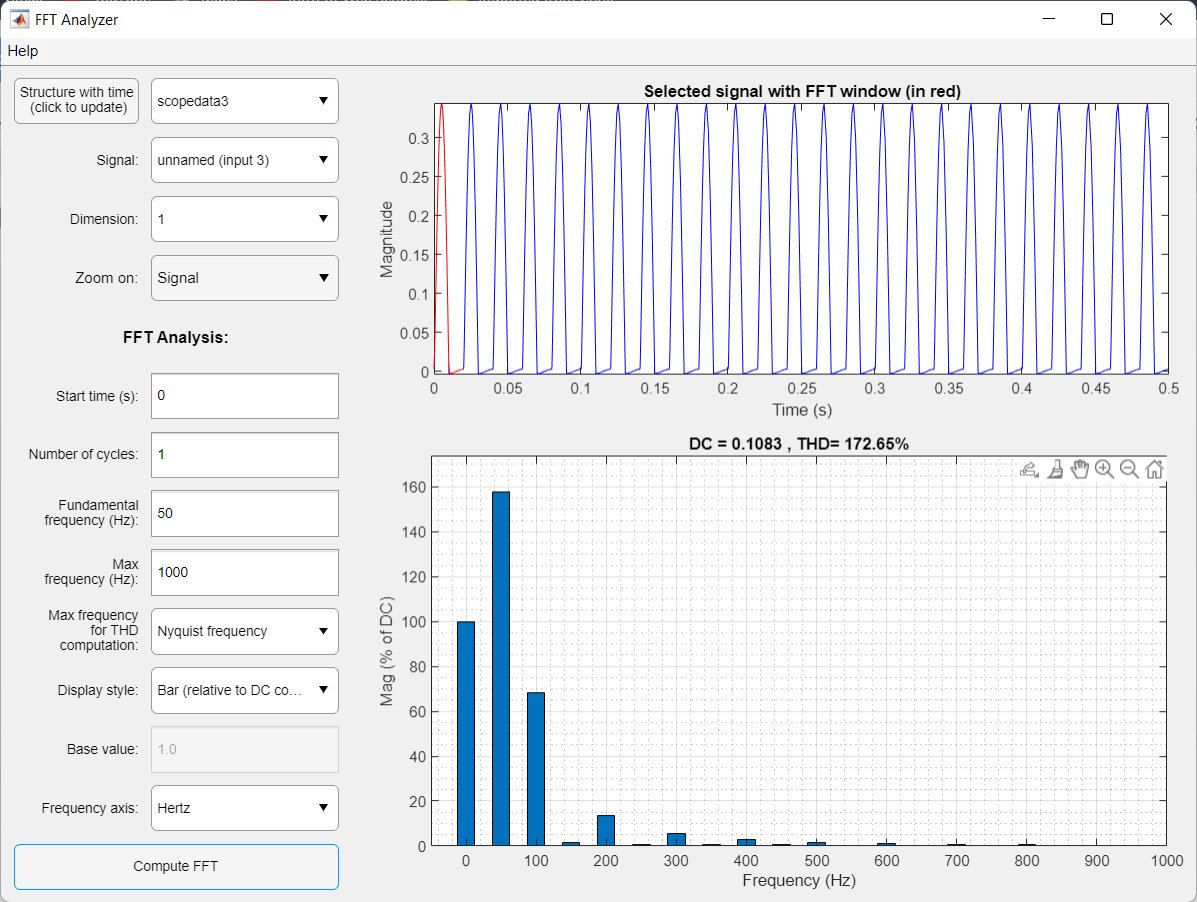 FFT Analyzer
Help
Structure with time
(click to update)
scopedata3
Signal:
unnamed (input 3)
Dimension:
1
Zoom on:
Signal
FFT Analysis:
Start time (s):
0
Number of cycles:
1
Fundamental
frequency (Hz):
50
Max
frequency (Hz):
1000
Max frequency
for THD
computation:
Nyquist frequency
Display style:
Bar (relative to DC co...
Base value:
1.0
Frequency axis:
Hertz
Compute FFT
Selected signal with FFT window (in red)
Magnitude
0.3
0.25
0.2
0.15
0.1
0.05
0
0 0.05 0.1 0.15 0.2 0.25 0.3 0.35 0.4 0.45 0.5
Time (s)
DC = 0.1083 , THD= 172.65%
Mag (% of DC)
160
140
120
100
80
60
40
20
0
0 100 200 300 400 500 600 700 800 900 1000
Frequency (Hz)